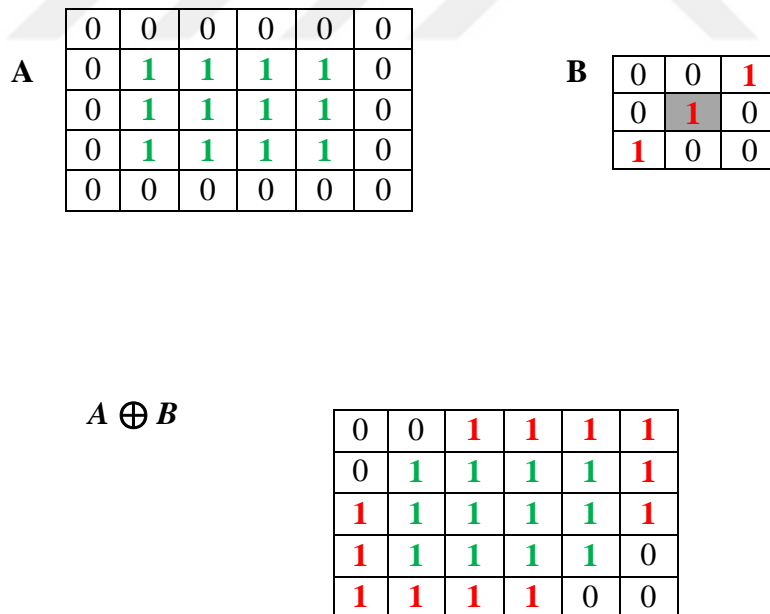 A
0 0 0 0 0 0
0 1 1 1 1 0
0 1 1 1 1 0
0 1 1 1 1 0
0 0 0 0 0 0
B
0 0 1
0 1 0
1 0 0
A ⊕ B
0 0 1 1 1 1
0 1 1 1 1 1
1 1 1 1 1 1
1 1 1 1 1 0
1 1 1 1 0 0